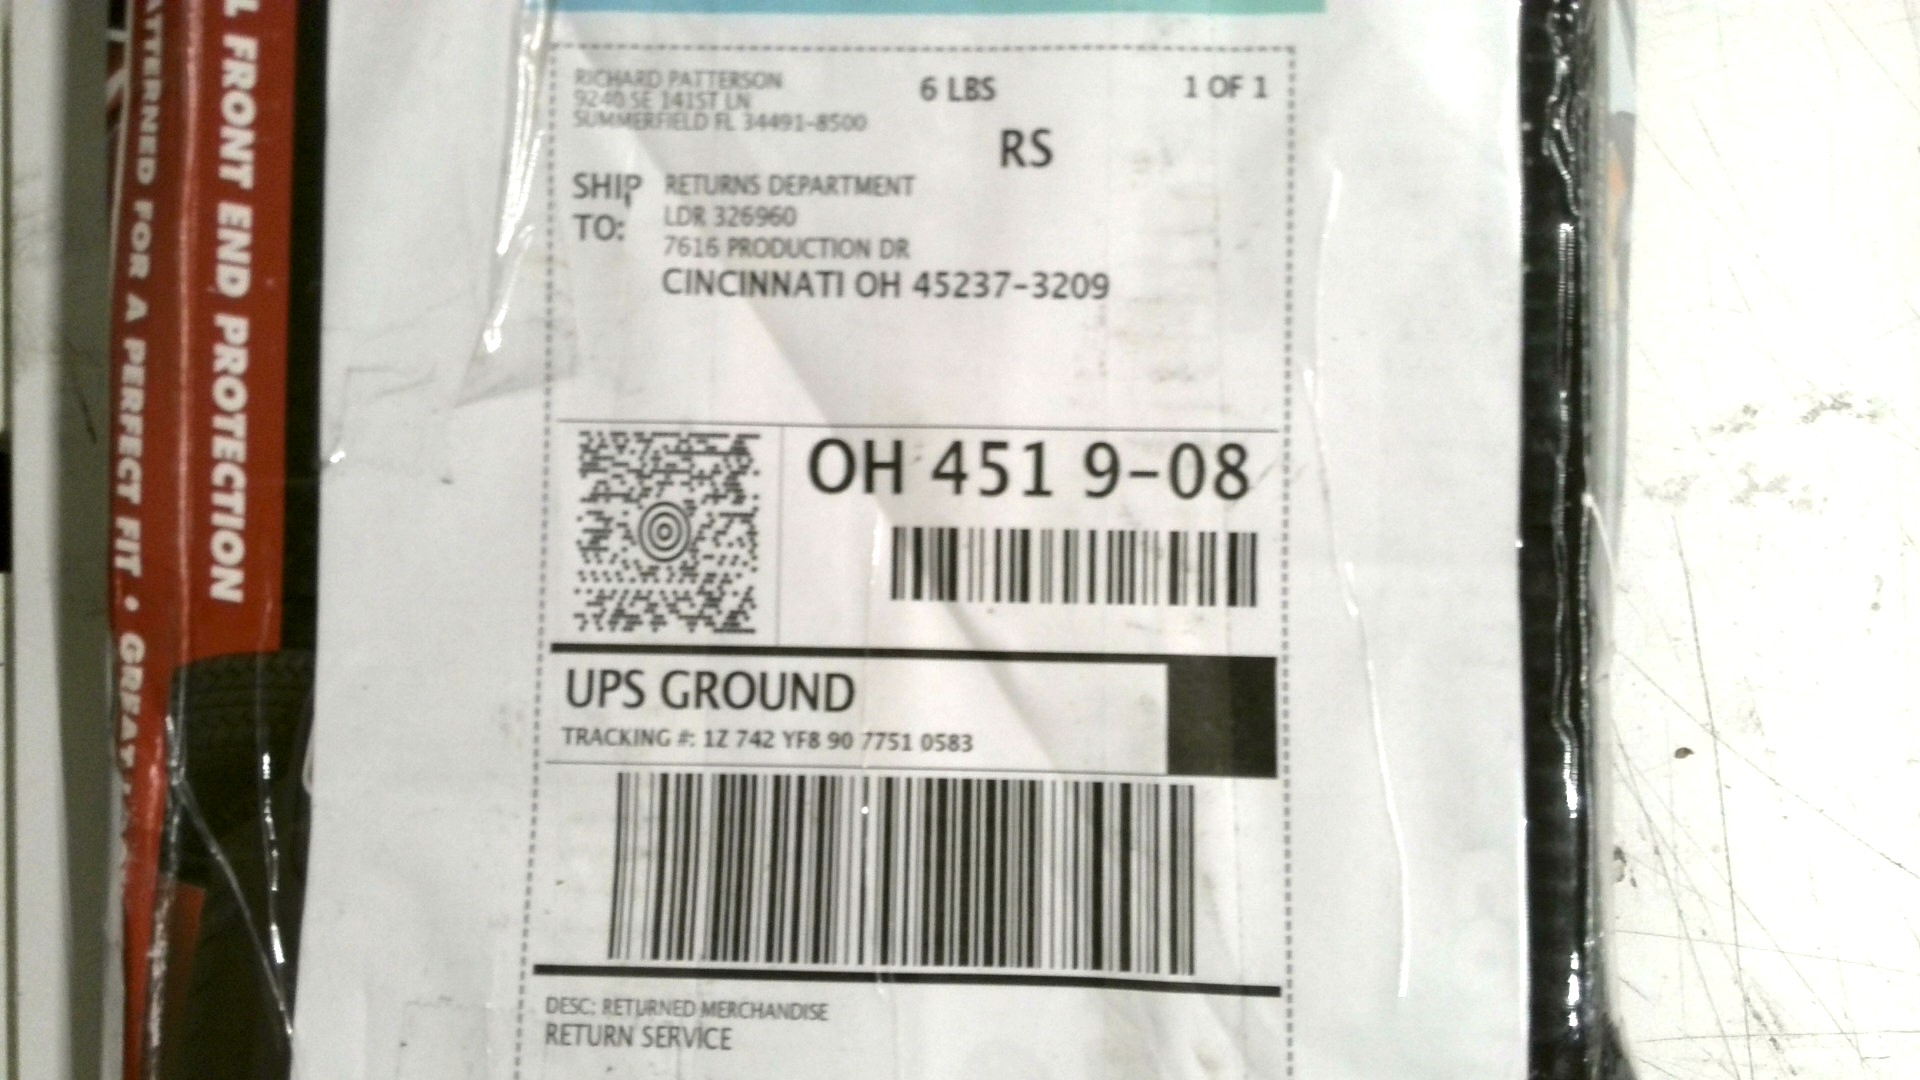 RICHARD PATTERSON
9240 SE 141ST LN
SUMMERFIELD FL 34491-8500
6 LBS
1 OF 1
RS
SHIP TO:
RETURNS DEPARTMENT
LDR 326960
7616 PRODUCTION DR
CINCINNATI OH 45237-3209
OH 451 9-08
UPS GROUND
TRACKING #: 1Z 742 YF8 90 7751 0583
DESC: RETURNED MERCHANDISE
RETURN SERVICE
L FRONT END PROTECTION
ATTERNED FOR A PERFECT FIT • GREAT